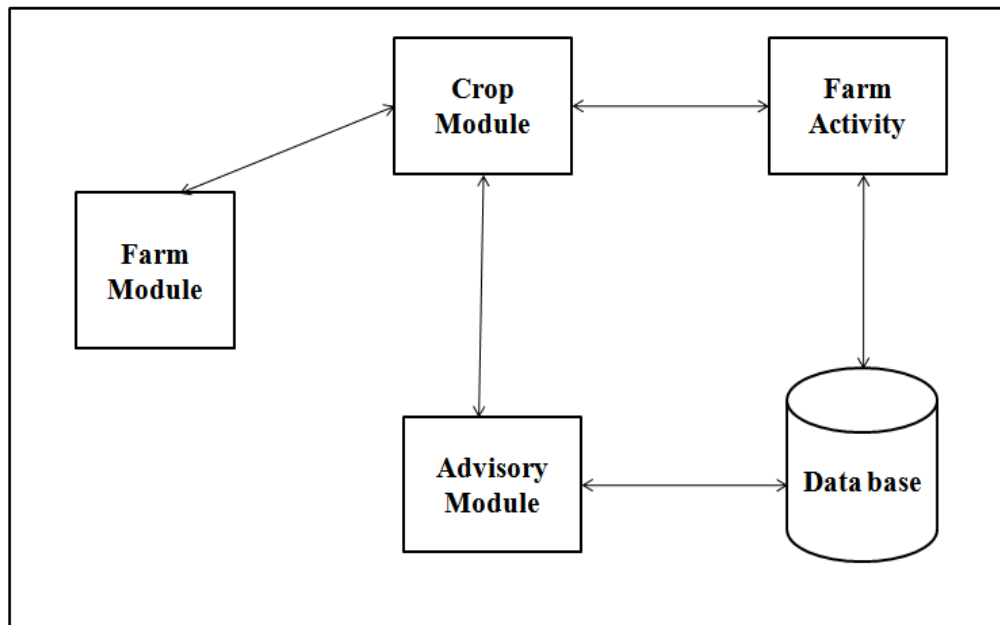 Crop
Module
Farm
Activity
Farm
Module
Advisory
Module
Data base